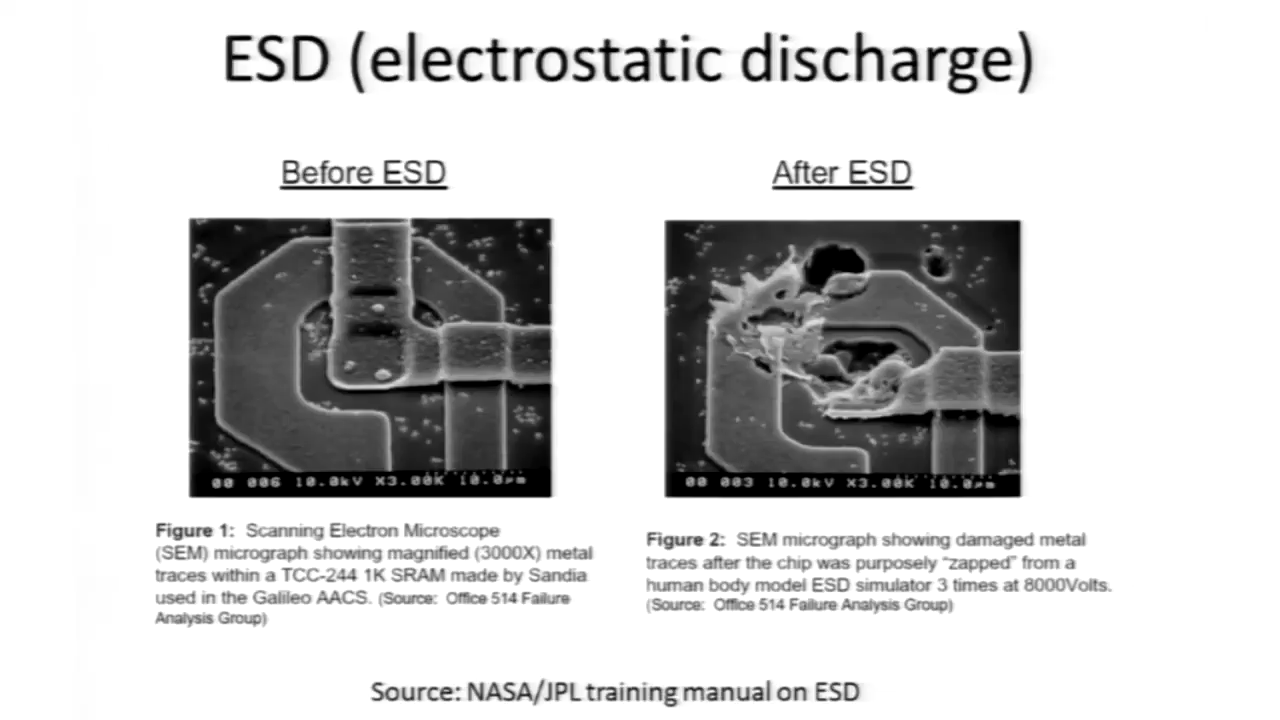 ESD (electrostatic discharge)
Before ESD
After ESD
00 006 10.0kV X3.00K 10.0µm
00 003 10.0kV X3.00K 10.0µm
Figure 1: Scanning Electron Microscope
(SEM) micrograph showing magnified (3000X) metal
traces within a TCC-244 1K SRAM made by Sandia
used in the Galileo AACS. (Source: Office 514 Failure
Analysis Group)
Figure 2: SEM micrograph showing damaged metal
traces after the chip was purposely “zapped” from a
human body model ESD simulator 3 times at 8000Volts.
(Source: Office 514 Failure Analysis Group)
Source: NASA/JPL training manual on ESD